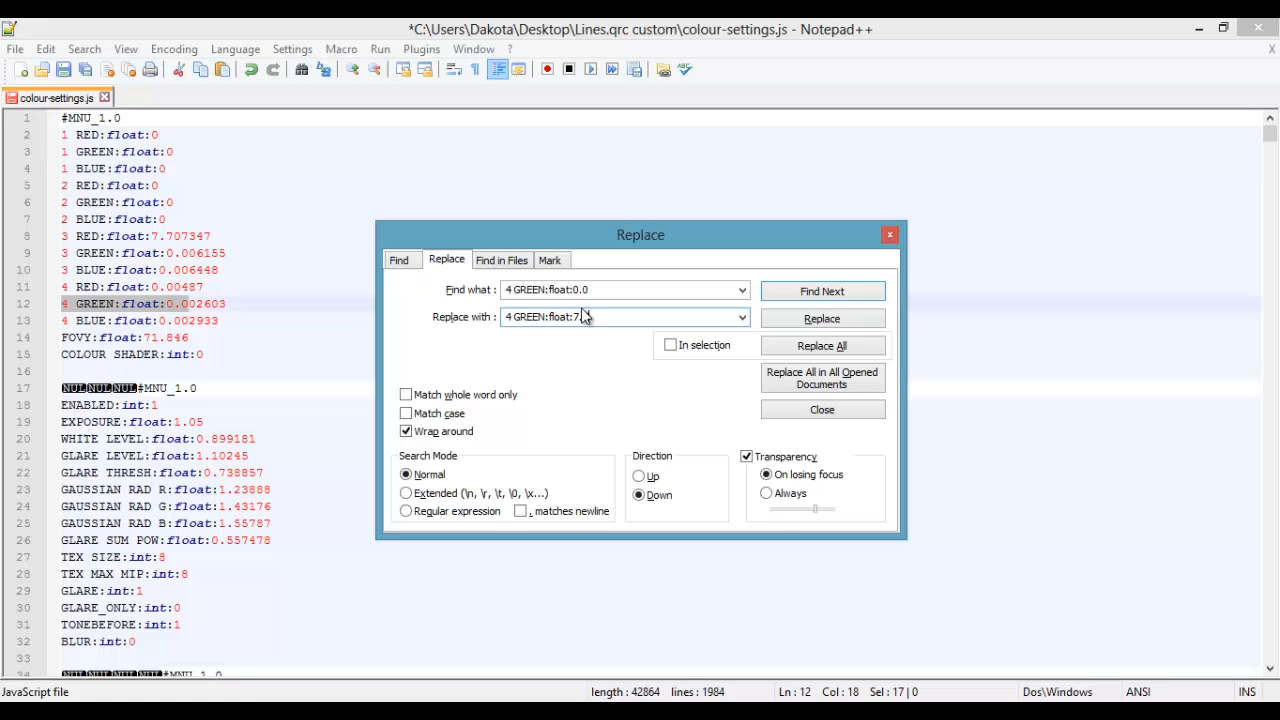 *C:\Users\Dakota\Desktop\Lines.qrc custom\colour-settings.js - Notepad++
File Edit Search View Encoding Language Settings Macro Run Plugins Window ? X
colour-settings.js
1 #MNU_1.0
2 1 RED:float:0
3 1 GREEN:float:0
4 1 BLUE:float:0
5 2 RED:float:0
6 2 GREEN:float:0
7 2 BLUE:float:0
8 3 RED:float:7.707347
9 3 GREEN:float:0.006155
10 3 BLUE:float:0.006448
11 4 RED:float:0.00487
12 4 GREEN:float:0.002603
13 4 BLUE:float:0.002933
14 FOVY:float:71.846
15 COLOUR SHADER:int:0
16
17 NULNULNUL#MNU_1.0
18 ENABLED:int:1
19 EXPOSURE:float:1.05
20 WHITE LEVEL:float:0.899181
21 GLARE LEVEL:float:1.10245
22 GLARE THRESH:float:0.738857
23 GAUSSIAN RAD R:float:1.23888
24 GAUSSIAN RAD G:float:1.43176
25 GAUSSIAN RAD B:float:1.55787
26 GLARE SUM POW:float:0.557478
27 TEX SIZE:int:8
28 TEX MAX MIP:int:8
29 GLARE:int:1
30 GLARE_ONLY:int:0
31 TONEBEFORE:int:1
32 BLUR:int:0
33
34 NULNULNULNUL#MNU_1.0
Replace
Find Replace Find in Files Mark
Find what : 4 GREEN:float:0.0 Find Next
Replace with : 4 GREEN:float:7 Replace
In selection Replace All
Replace All in All Opened
Documents
Match whole word only Close
Match case
Wrap around
Search Mode Direction Transparency
Normal Up On losing focus
Extended (\n, \r, \t, \0, \x...) Down Always
Regular expression . matches newline
JavaScript file length : 42864 lines : 1984 Ln : 12 Col : 18 Sel : 17 | 0 Dos\Windows ANSI INS